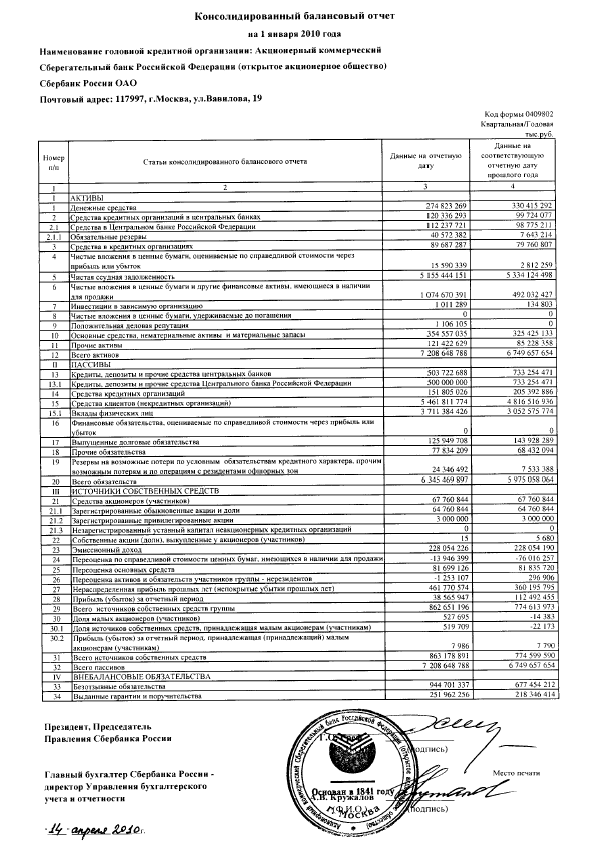 Консолидированный балансовый отчет
на 1 января 2010 года
Наименование головной кредитной организации: Акционерный коммерческий
Сберегательный банк Российской Федерации (открытое акционерное общество)
Сбербанк России ОАО
Почтовый адрес: 117997, г.Москва, ул.Вавилова, 19
Код формы 0409802
Квартальная/Годовая
тыс.руб.
Номер п/п Статьи консолидированного балансового отчета Данные на отчетную дату Данные на соответствующую отчетную дату прошлого года
1 2 3 4
I АКТИВЫ
1 Денежные средства 274 823 269 330 415 292
2 Средства кредитных организаций в центральных банках 120 336 293 99 724 077
2.1 Средства в Центральном банке Российской Федерации 112 237 721 98 775 211
2.1.1 Обязательные резервы 40 572 382 7 643 214
3 Средства в кредитных организациях 89 687 287 79 760 807
4 Чистые вложения в ценные бумаги, оцениваемые по справедливой стоимости через
прибыль или убыток 15 590 339 2 812 259
5 Чистая ссудная задолженность 5 155 444 151 5 334 124 498
6 Чистые вложения в ценные бумаги и другие финансовые активы, имеющиеся в наличии
для продажи 1 074 670 391 492 032 427
7 Инвестиции в зависимую организацию 1 011 289 134 803
8 Чистые вложения в ценные бумаги, удерживаемые до погашения 0 0
9 Положительная деловая репутация 1 106 105 0
10 Основные средства, нематериальные активы и материальные запасы 354 557 035 325 425 133
11 Прочие активы 121 422 629 85 228 358
12 Всего активов 7 208 648 788 6 749 657 654
II ПАССИВЫ
13 Кредиты, депозиты и прочие средства центральных банков 503 722 688 733 254 471
13.1 Кредиты, депозиты и прочие средства Центрального банка Российской Федерации 500 000 000 733 254 471
14 Средства кредитных организаций 151 805 026 205 392 886
15 Средства клиентов (некредитных организаций) 5 461 811 774 4 816 516 936
15.1 Вклады физических лиц 3 711 384 426 3 052 575 774
16 Финансовые обязательства, оцениваемые по справедливой стоимости через прибыль или
убыток 0 0
17 Выпущенные долговые обязательства 125 949 708 143 928 289
18 Прочие обязательства 77 834 209 68 432 094
19 Резервы на возможные потери по условным обязательствам кредитного характера, прочим
возможным потерям и по операциям с резидентами офшорных зон 24 346 492 7 533 388
20 Всего обязательств 6 345 469 897 5 975 058 064
III ИСТОЧНИКИ СОБСТВЕННЫХ СРЕДСТВ
21 Средства акционеров (участников) 67 760 844 67 760 844
21.1 Зарегистрированные обыкновенные акции и доли 64 760 844 64 760 844
21.2 Зарегистрированные привилегированные акции 3 000 000 3 000 000
21.3 Незарегистрированный уставный капитал неакционерных кредитных организаций 0 0
22 Собственные акции (доли), выкупленные у акционеров (участников) 15 5 680
23 Эмиссионный доход 228 054 226 228 054 190
24 Переоценка по справедливой стоимости ценных бумаг, имеющихся в наличии для продажи -13 946 399 -76 016 257
25 Переоценка основных средств 81 699 126 81 835 720
26 Переоценка активов и обязательств участников группы - нерезидентов -1 253 107 296 906
27 Нераспределенная прибыль прошлых лет (непокрытые убытки прошлых лет) 461 770 574 360 195 795
28 Прибыль (убыток) за отчетный период 38 565 947 112 492 455
29 Всего источников собственных средств группы 862 651 196 774 613 973
30 Доля малых акционеров (участников) 527 695 -14 383
30.1 Доля источников собственных средств, принадлежащая малым акционерам (участникам) 519 709 -22 173
30.2 Прибыль (убыток) за отчетный период, принадлежащая (принадлежащий) малым
акционерам (участникам) 7 986 7 790
31 Всего источников собственных средств 863 178 891 774 599 590
32 Всего пассивов 7 208 648 788 6 749 657 654
IV ВНЕБАЛАНСОВЫЕ ОБЯЗАТЕЛЬСТВА
33 Безотзывные обязательства 944 701 337 677 454 212
34 Выданные гарантии и поручительства 251 962 256 218 346 414
Президент, Председатель
Правления Сбербанка России
(подпись)
Главный бухгалтер Сбербанка России -
директор Управления бухгалтерского
учета и отчетности
Место печати
Основан в 1841 году
А.В. Кружалов
(Ф.И.О.)
Москва
(подпись)
14 апреля 2010г.